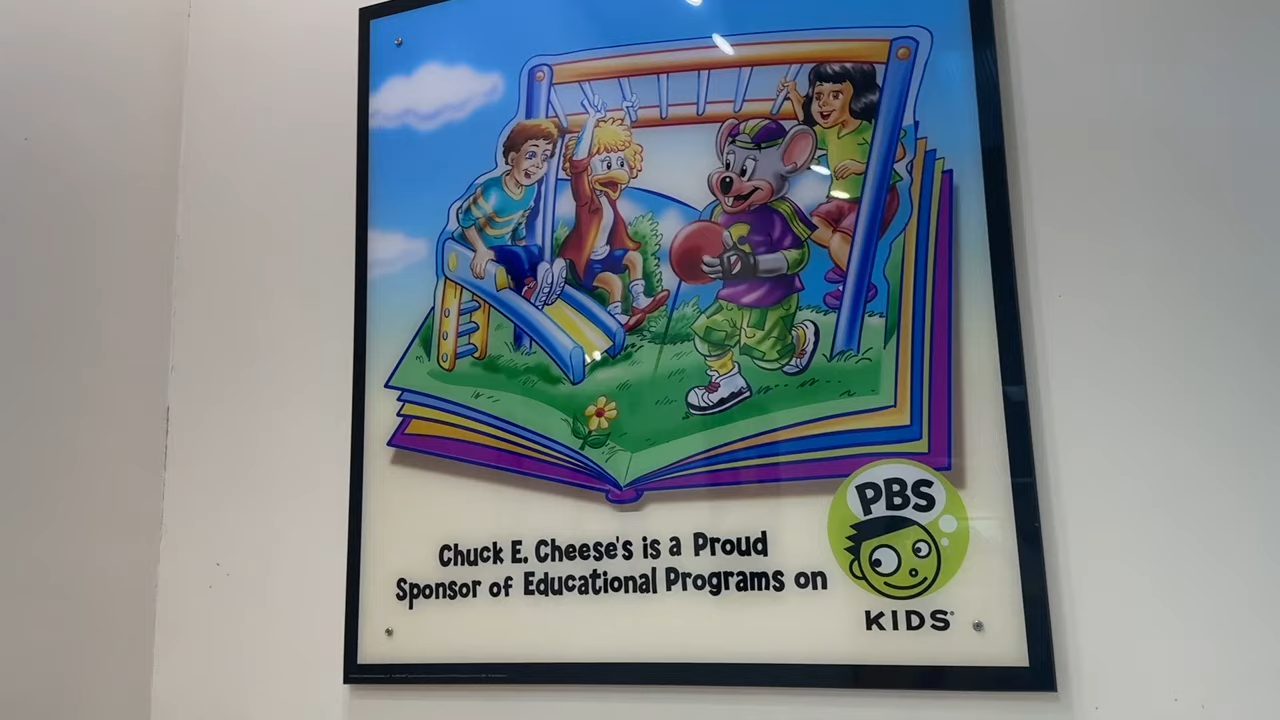 Chuck E. Cheese's is a Proud
Sponsor of Educational Programs on
PBS
KIDS®